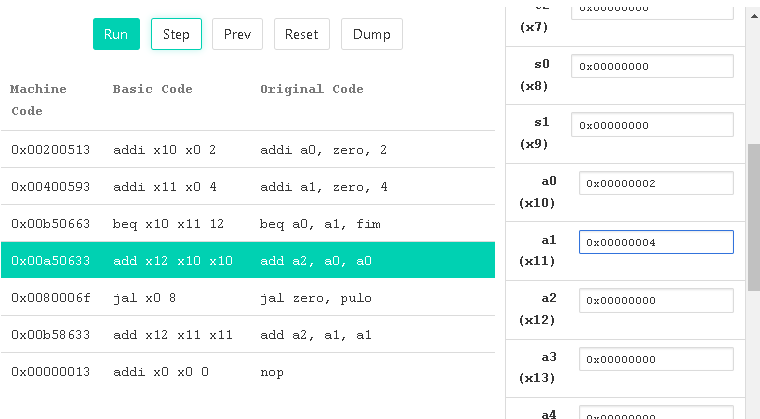 Run Step Prev Reset Dump
Machine Code Basic Code Original Code
0x00200513 addi x10 x0 2 addi a0, zero, 2
0x00400593 addi x11 x0 4 addi a1, zero, 4
0x00b50663 beq x10 x11 12 beq a0, a1, fim
0x00a50633 add x12 x10 x10 add a2, a0, a0
0x0080006f jal x0 8 jal zero, pulo
0x00b58633 add x12 x11 x11 add a2, a1, a1
0x00000013 addi x0 x0 0 nop
(x7)
s0 (x8) 0x00000000
s1 (x9) 0x00000000
a0 (x10) 0x00000002
a1 (x11) 0x00000004
a2 (x12) 0x00000000
a3 (x13) 0x00000000
a4